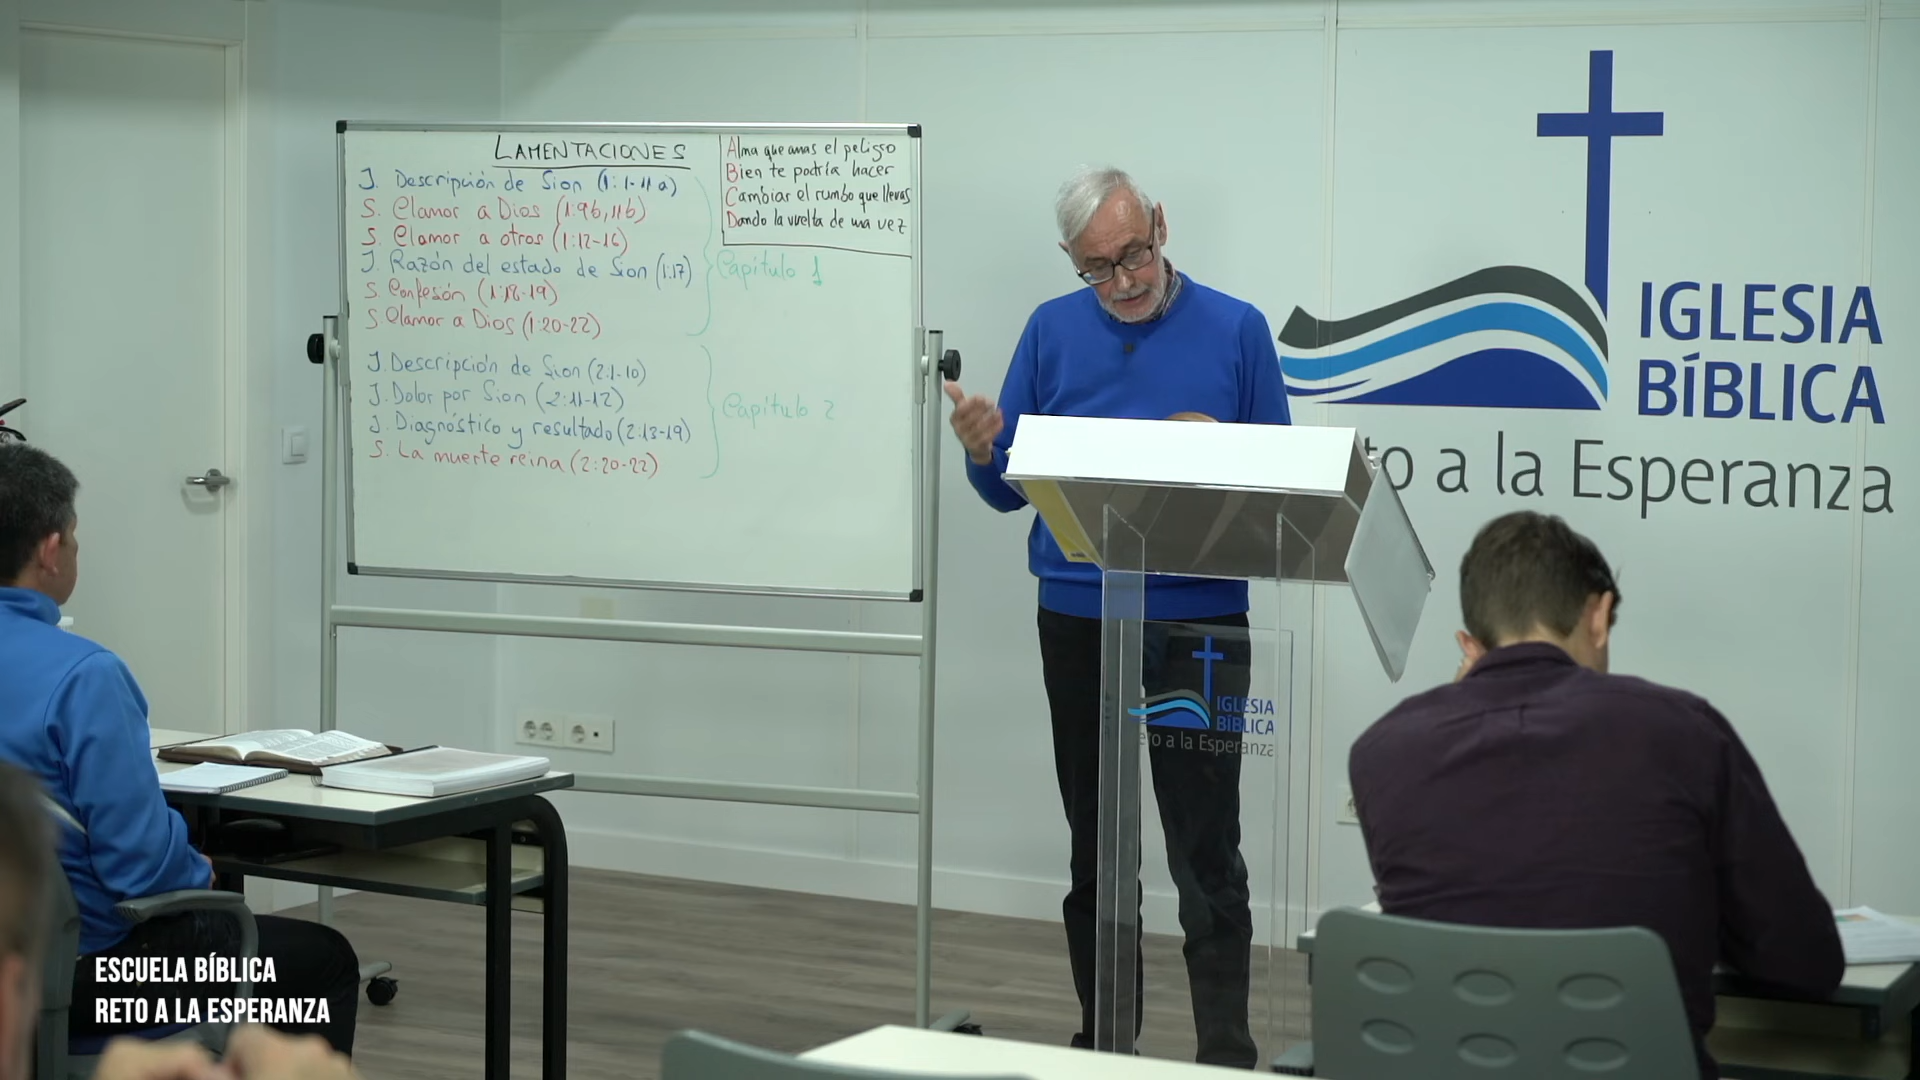 LAMENTACIONES
J. Descripción de Sion (1:1-11a)
S. Clamor a Dios (1:9b,11b)
S. Clamor a otros (1:12-16)
J. Razón del estado de Sion (1:17)
S. Confesión (1:18-19)
S. Clamor a Dios (1:20-22)
Capítulo 1
J. Descripción de Sion (2:1-10)
J. Dolor por Sion (2:11-12)
J. Diagnóstico y resultado (2:13-19)
S. La muerte reina (2:20-22)
Capítulo 2
Alma que amas el peligro
Bien te podría hacer
Cambiar el rumbo que llevas
Dando la vuelta de una vez
IGLESIA
BÍBLICA
to a la Esperanza
IGLESIA
BÍBLICA
eto a la Esperanza
ESCUELA BÍBLICA
RETO A LA ESPERANZA